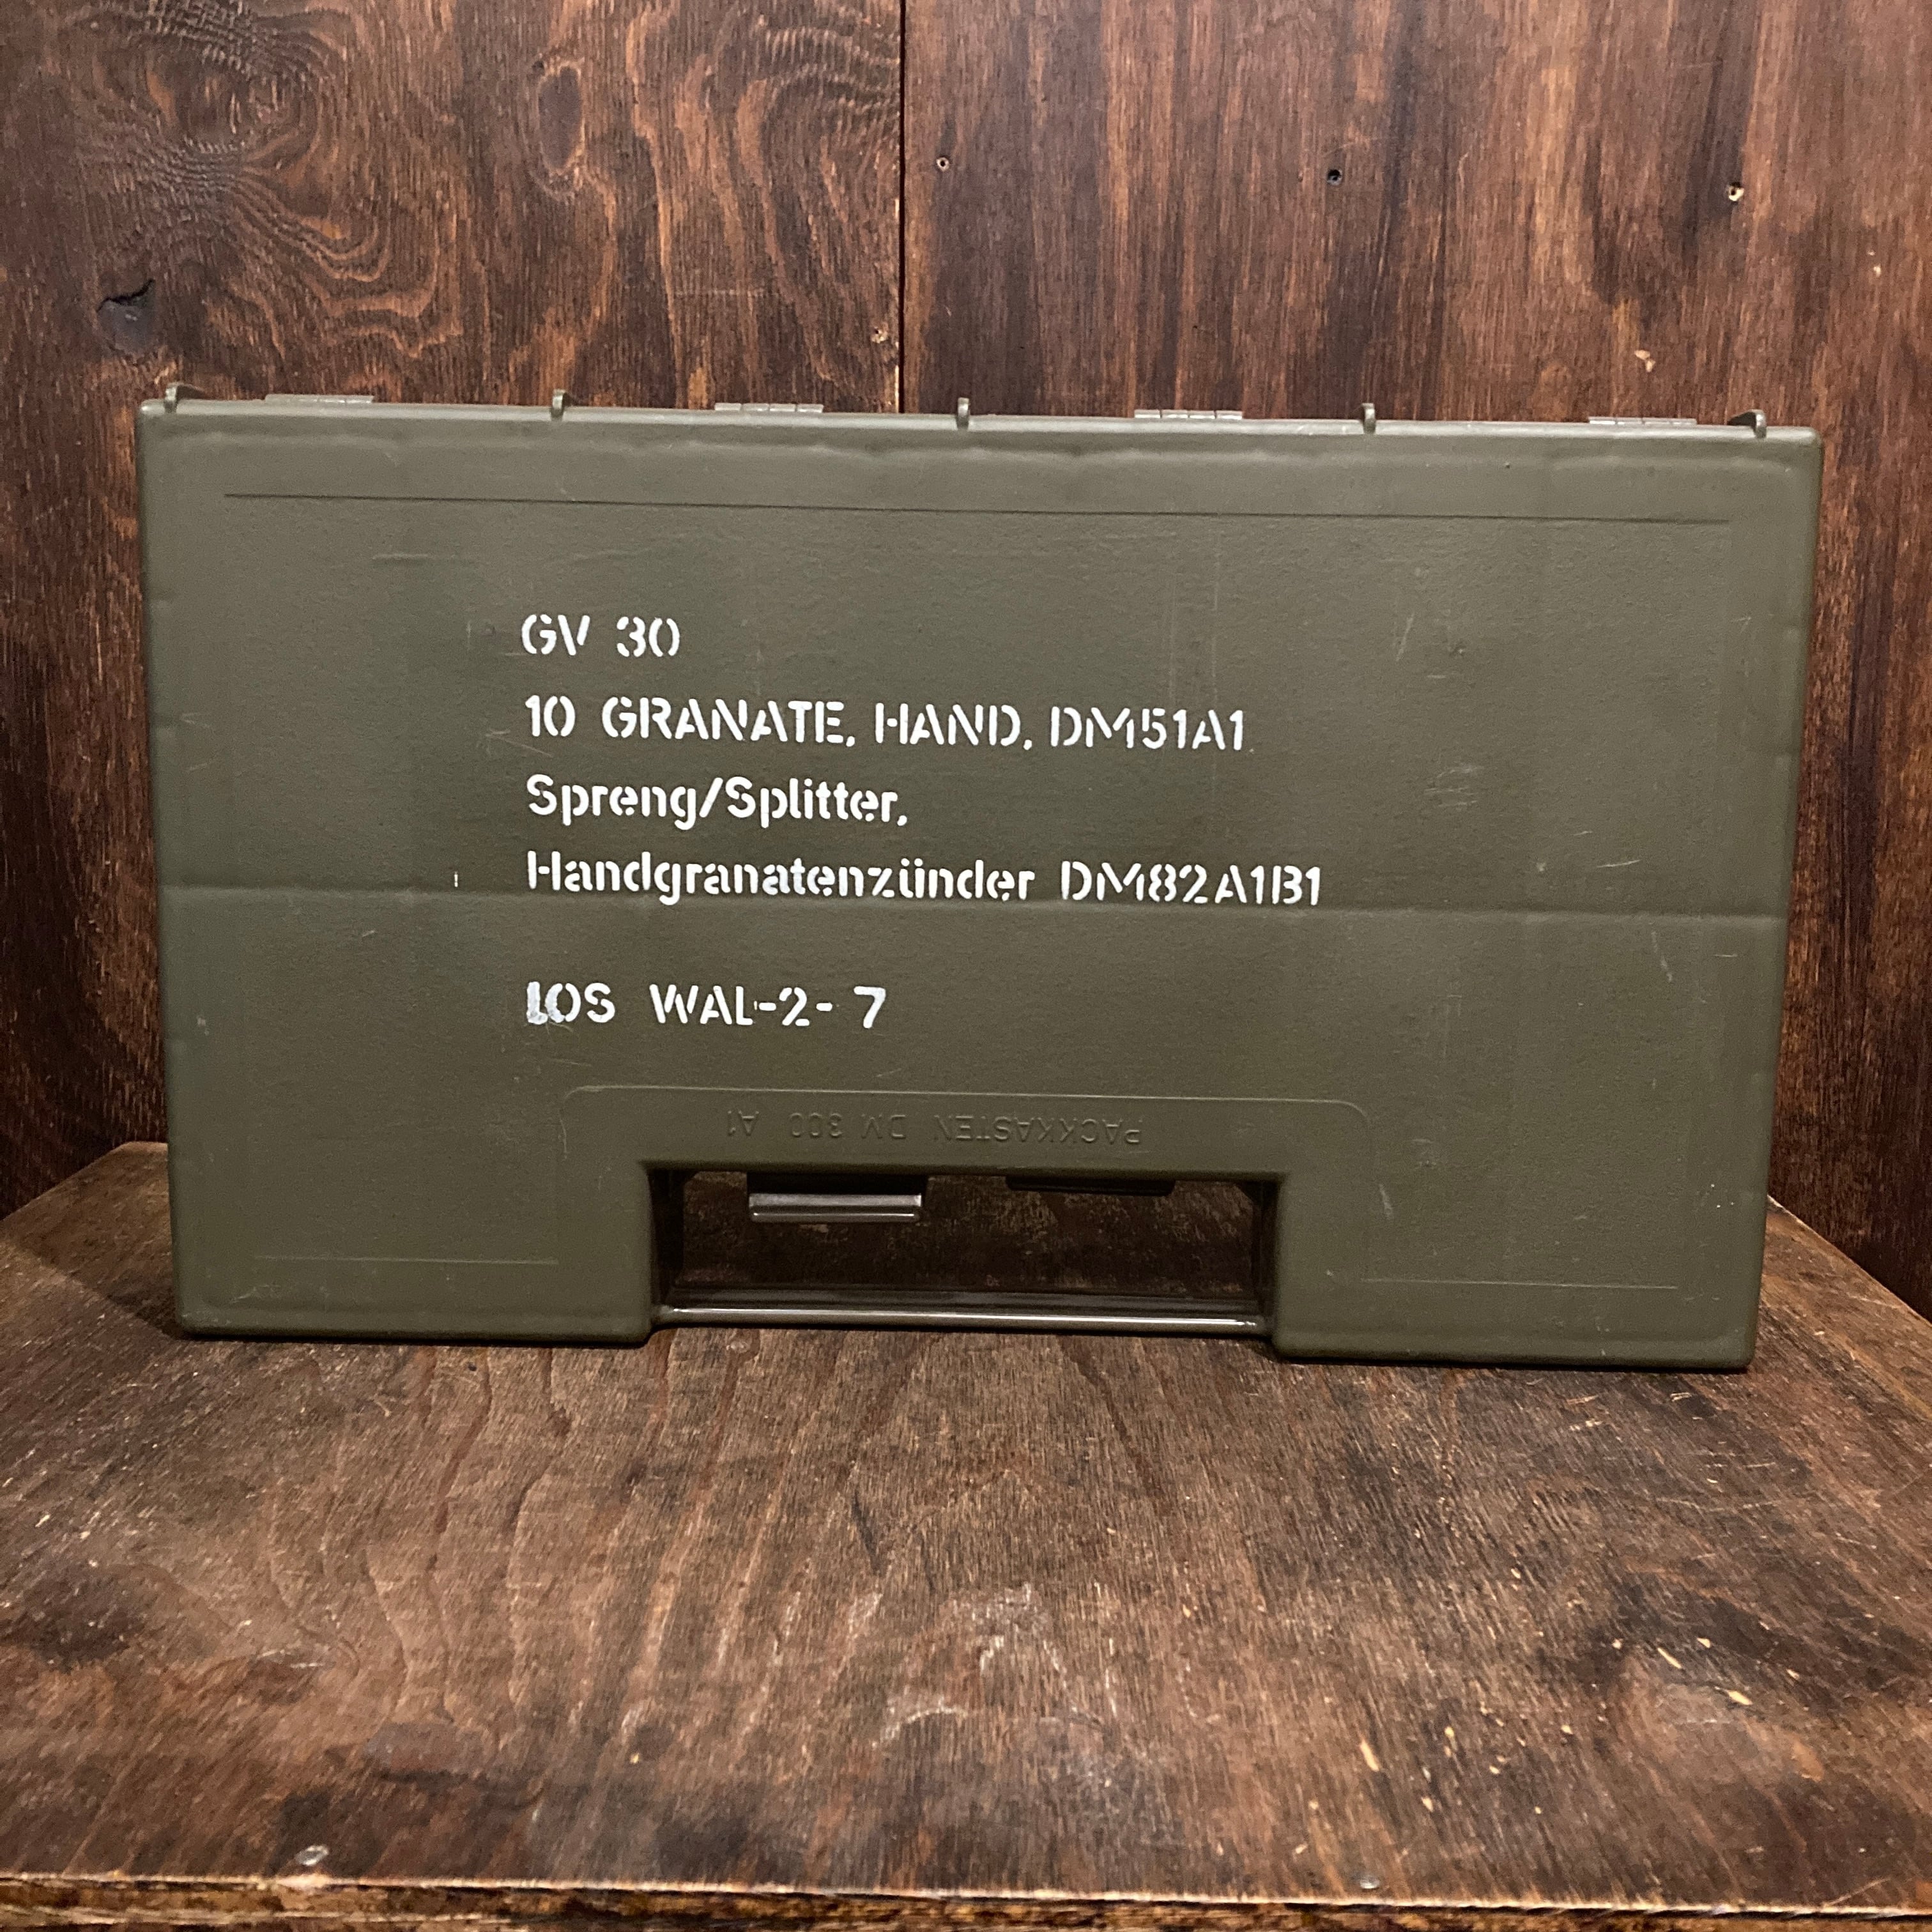 GV 30
10 GRANATE, HAND, DM51A1
Spreng/Splitter,
Handgranatenzünder DM82A1B1
LOS WAL-2- 7
PACKKASTEN DM 300 A1